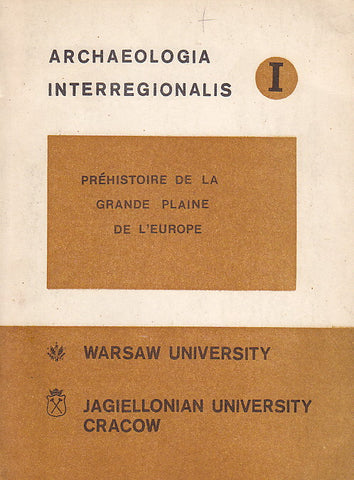 ARCHAEOLOGIA
INTERREGIONALIS
I
PRÉHISTOIRE DE LA
GRANDE PLAINE
DE L'EUROPE
WARSAW UNIVERSITY
JAGIELLONIAN UNIVERSITY
CRACOW